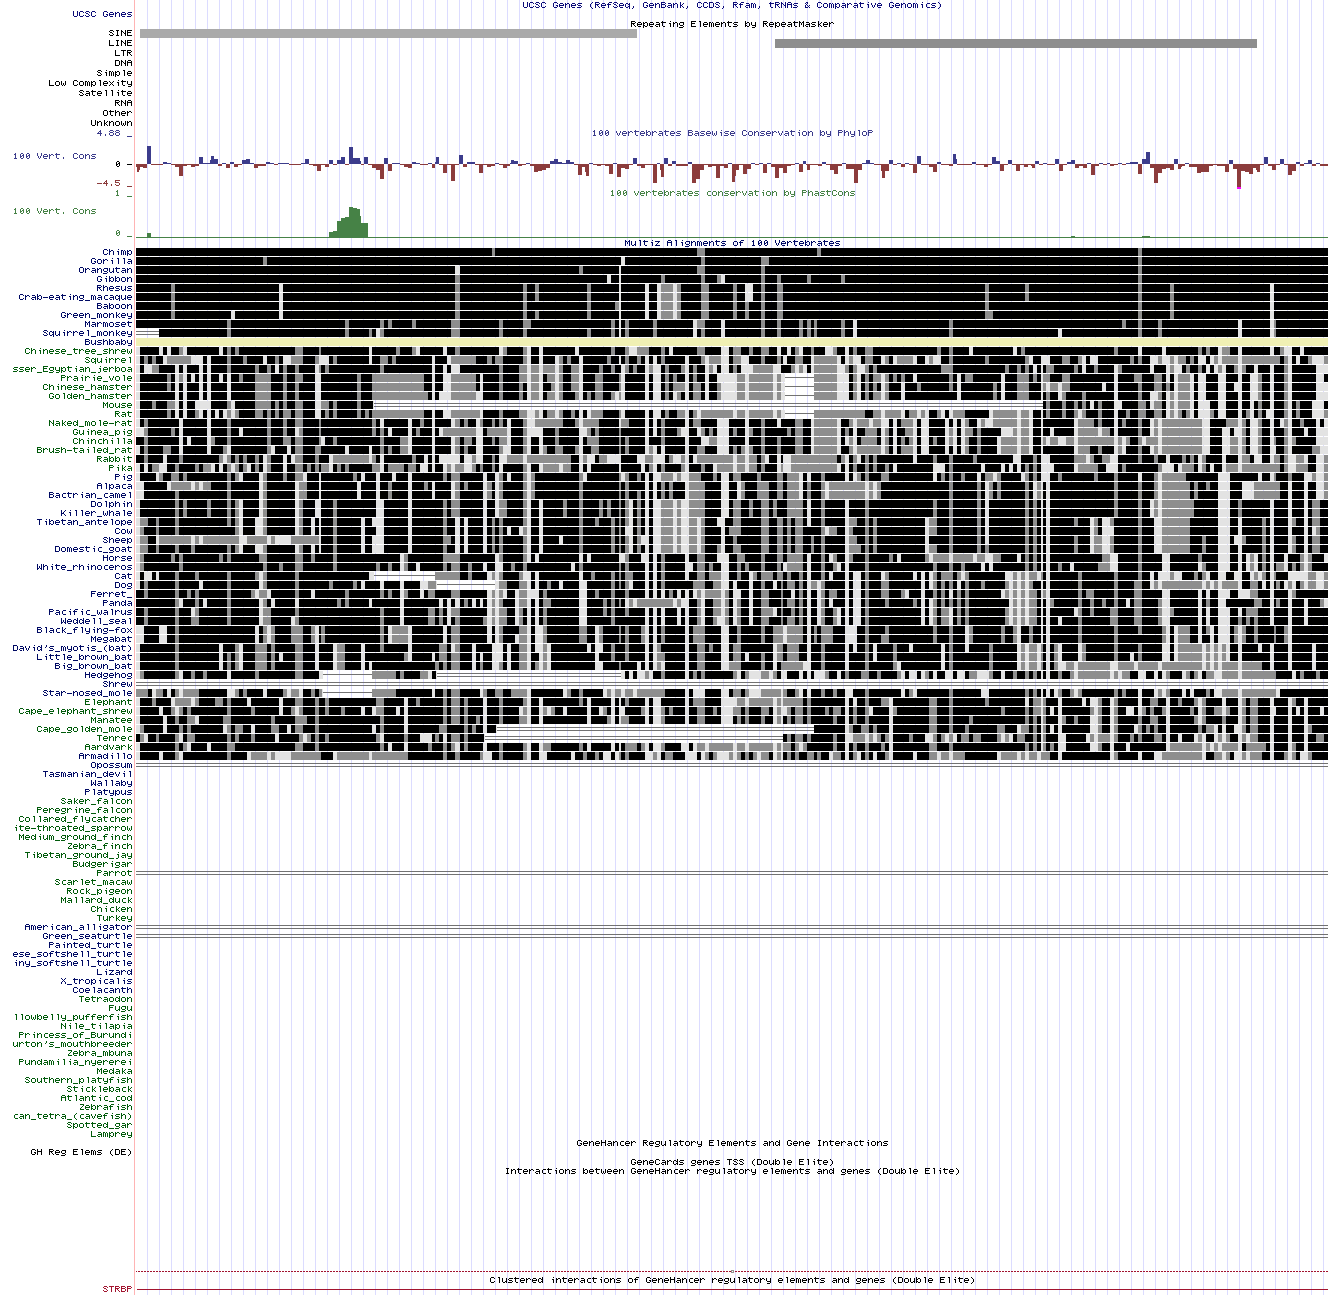 UCSC Genes (RefSeq, GenBank, CCDS, Rfam, tRNAs & Comparative Genomics)
UCSC Genes
Repeating Elements by RepeatMasker
SINE
LINE
LTR
DNA
Simple
Low Complexity
Satellite
RNA
Other
Unknown
100 vertebrates Basewise Conservation by PhyloP
4.88 _
100 Vert. Cons
0 -
-4.5 _
100 vertebrates conservation by PhastCons
1 _
100 Vert. Cons
0 _
Multiz Alignments of 100 Vertebrates
Chimp
Gorilla
Orangutan
Gibbon
Rhesus
Crab-eating_macaque
Baboon
Green_monkey
Marmoset
Squirrel_monkey
Bushbaby
Chinese_tree_shrew
Squirrel
sser_Egyptian_jerboa
Prairie_vole
Chinese_hamster
Golden_hamster
Mouse
Rat
Naked_mole-rat
Guinea_pig
Chinchilla
Brush-tailed_rat
Rabbit
Pika
Pig
Alpaca
Bactrian_camel
Dolphin
Killer_whale
Tibetan_antelope
Cow
Sheep
Domestic_goat
Horse
White_rhinoceros
Cat
Dog
Ferret_
Panda
Pacific_walrus
Weddell_seal
Black_flying-fox
Megabat
David's_myotis_(bat)
Little_brown_bat
Big_brown_bat
Hedgehog
Shrew
Star-nosed_mole
Elephant
Cape_elephant_shrew
Manatee
Cape_golden_mole
Tenrec
Aardvark
Armadillo
Opossum
Tasmanian_devil
Wallaby
Platypus
Saker_falcon
Peregrine_falcon
Collared_flycatcher
ite-throated_sparrow
Medium_ground_finch
Zebra_finch
Tibetan_ground_jay
Budgerigar
Parrot
Scarlet_macaw
Rock_pigeon
Mallard_duck
Chicken
Turkey
American_alligator
Green_seaturtle
Painted_turtle
ese_softshell_turtle
iny_softshell_turtle
Lizard
X_tropicalis
Coelacanth
Tetraodon
Fugu
llowbelly_pufferfish
Nile_tilapia
Princess_of_Burundi
urton's_mouthbreeder
Zebra_mbuna
Pundamilia_nyererei
Medaka
Southern_platyfish
Stickleback
Atlantic_cod
Zebrafish
can_tetra_(cavefish)
Spotted_gar
Lamprey
GeneHancer Regulatory Elements and Gene Interactions
GH Reg Elems (DE)
GeneCards genes TSS (Double Elite)
Interactions between GeneHancer regulatory elements and genes (Double Elite)
Clustered interactions of GeneHancer regulatory elements and genes (Double Elite)
STRBP